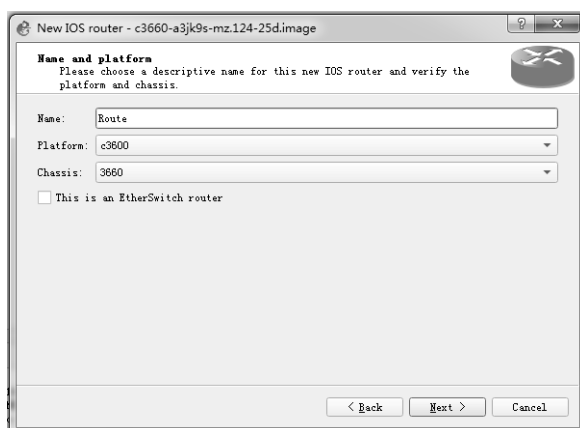 New IOS router - c3660-a3jk9s-mz.124-25d.image
Name and platform
Please choose a descriptive name for this new IOS router and verify the
platform and chassis.
Name: Route
Platform: c3600
Chassis: 3660
This is an EtherSwitch router
< Back Next > Cancel